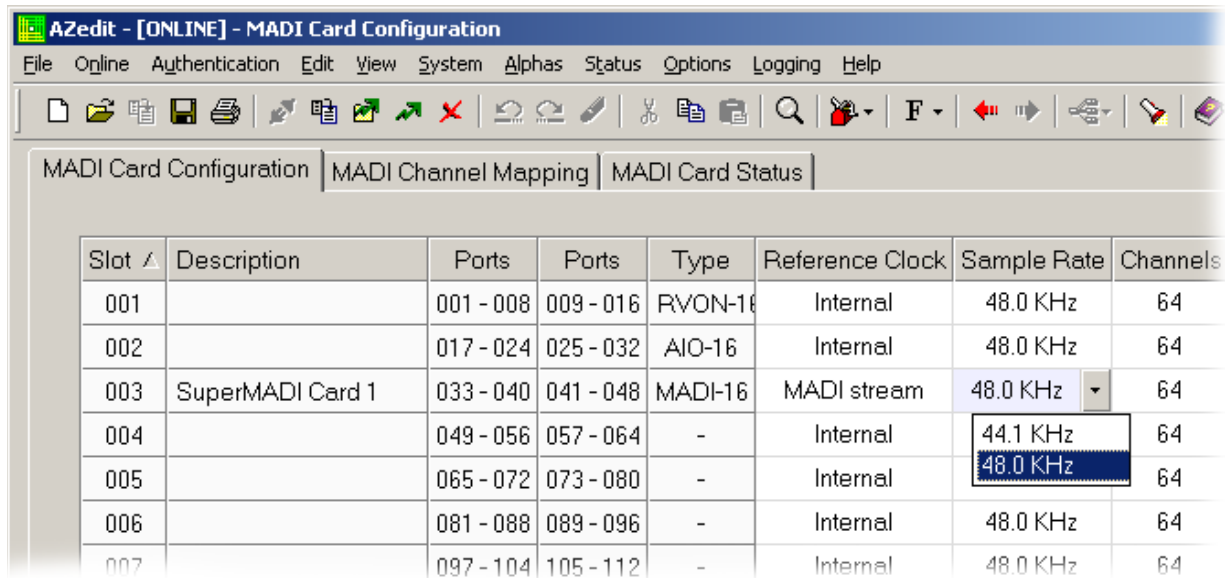 AZedit - [ONLINE] - MADI Card Configuration
File Online Authentication Edit View System Alphas Status Options Logging Help
F
MADI Card Configuration MADI Channel Mapping MADI Card Status
Slot Description Ports Ports Type Reference Clock Sample Rate Channels
001 001 - 008 009 - 016 RVON-16 Internal 48.0 KHz 64
002 017 - 024 025 - 032 AIO-16 Internal 48.0 KHz 64
003 SuperMADI Card 1 033 - 040 041 - 048 MADI-16 MADI stream 48.0 KHz 64
004 049 - 056 057 - 064 - Internal 44.1 KHz 64
005 065 - 072 073 - 080 - Internal 48.0 KHz 64
006 081 - 088 089 - 096 - Internal 48.0 KHz 64
007 097 - 104 105 - 112 Internal 48.0 KHz 64